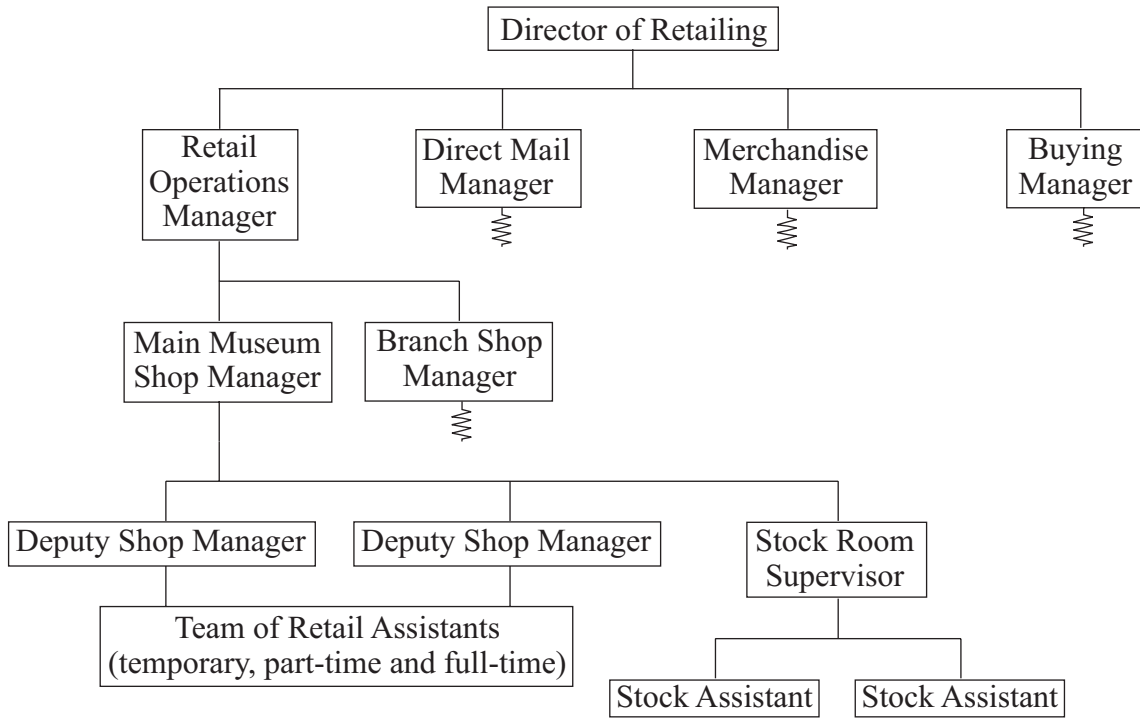 Director of Retailing
Retail
Operations
Manager
Direct Mail
Manager
Merchandise
Manager
Buying
Manager
Main Museum
Shop Manager
Branch Shop
Manager
Deputy Shop Manager
Deputy Shop Manager
Stock Room
Supervisor
Team of Retail Assistants
(temporary, part-time and full-time)
Stock Assistant
Stock Assistant